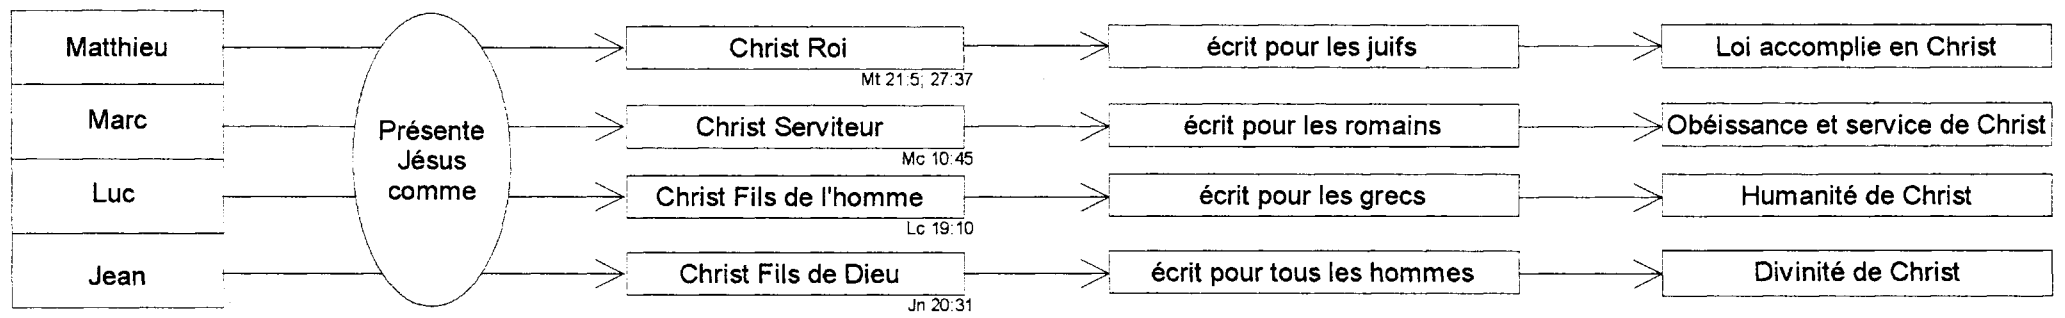 Matthieu
Christ Roi
écrit pour les juifs
Loi accomplie en Christ
Mt 21:5; 27:37
Marc
Présente
Jésus
comme
Christ Serviteur
écrit pour les romains
Obéissance et service de Christ
Mc 10:45
Luc
Christ Fils de l'homme
écrit pour les grecs
Humanité de Christ
Lc 19:10
Jean
Christ Fils de Dieu
écrit pour tous les hommes
Divinité de Christ
Jn 20:31